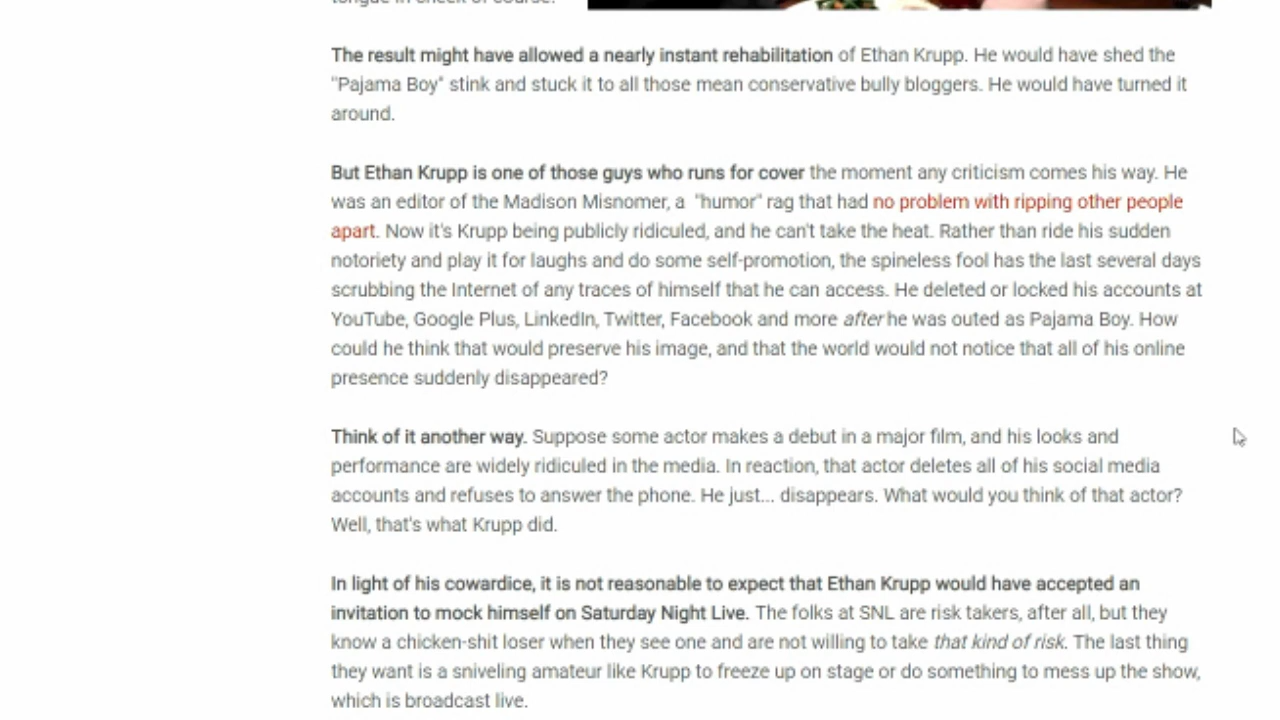 tongue in cheek of course.
The result might have allowed a nearly instant rehabilitation of Ethan Krupp. He would have shed the
"Pajama Boy" stink and stuck it to all those mean conservative bully bloggers. He would have turned it
around.
But Ethan Krupp is one of those guys who runs for cover the moment any criticism comes his way. He
was an editor of the Madison Misnomer, a "humor" rag that had no problem with ripping other people
apart. Now it's Krupp being publicly ridiculed, and he can't take the heat. Rather than ride his sudden
notoriety and play it for laughs and do some self-promotion, the spineless fool has the last several days
scrubbing the Internet of any traces of himself that he can access. He deleted or locked his accounts at
YouTube, Google Plus, LinkedIn, Twitter, Facebook and more after he was outed as Pajama Boy. How
could he think that would preserve his image, and that the world would not notice that all of his online
presence suddenly disappeared?
Think of it another way. Suppose some actor makes a debut in a major film, and his looks and
performance are widely ridiculed in the media. In reaction, that actor deletes all of his social media
accounts and refuses to answer the phone. He just... disappears. What would you think of that actor?
Well, that's what Krupp did.
In light of his cowardice, it is not reasonable to expect that Ethan Krupp would have accepted an
invitation to mock himself on Saturday Night Live. The folks at SNL are risk takers, after all, but they
know a chicken-shit loser when they see one and are not willing to take that kind of risk. The last thing
they want is a sniveling amateur like Krupp to freeze up on stage or do something to mess up the show,
which is broadcast live.